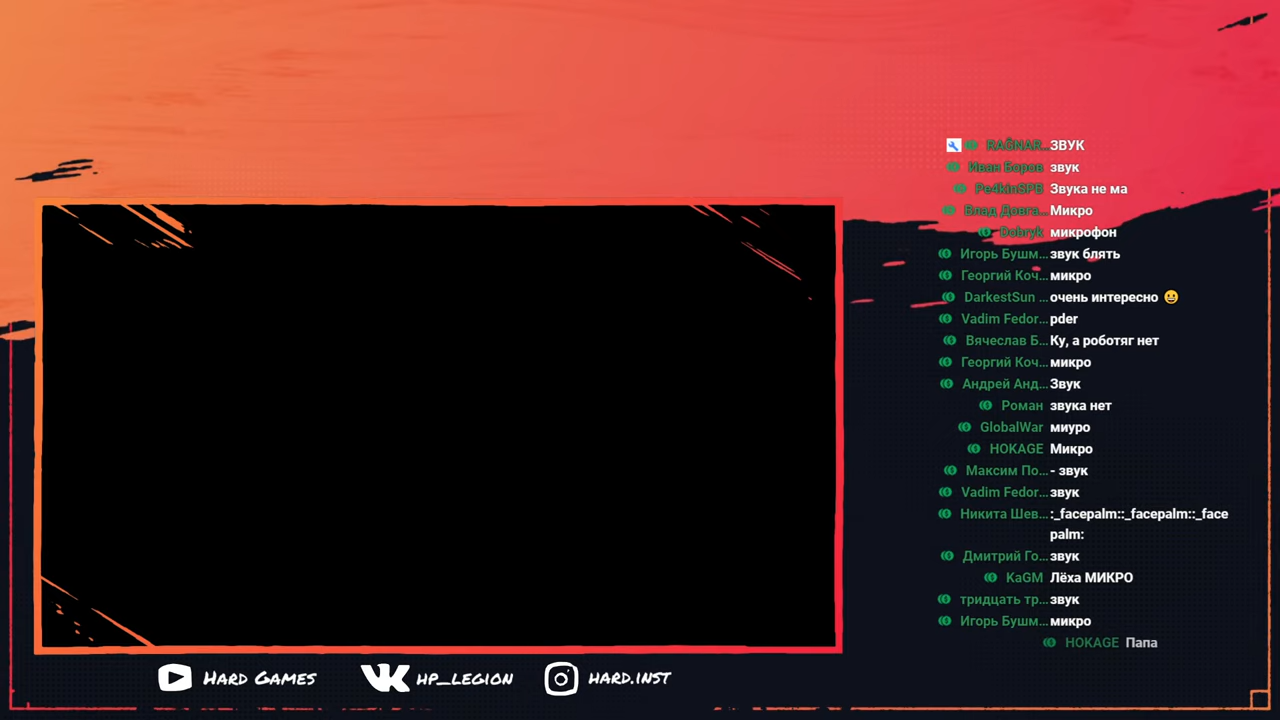 RAGNAR... ЗВУК
Иван Боров звук
Pe4kinSPB Звука не ма
Влад Довга... Микро
Dobryk микрофон
Игорь Бушм... звук блять
Георгий Коч... микро
DarkestSun ... очень интересно
Vadim Fedor... pder
Вячеслав Б... Ку, а роботяг нет
Георгий Коч... микро
Андрей Анд... Звук
Роман звука нет
GlobalWar миуро
HOKAGE Микро
Максим По... - звук
Vadim Fedor... звук
Никита Шев... :_facepalm::_facepalm::_face
palm:
Дмитрий Го... звук
KaGM Лёха МИКРО
тридцать тр... звук
Игорь Бушм... микро
HOKAGE Папа
HARD GAMES
HP_LEGION
HARD.INST